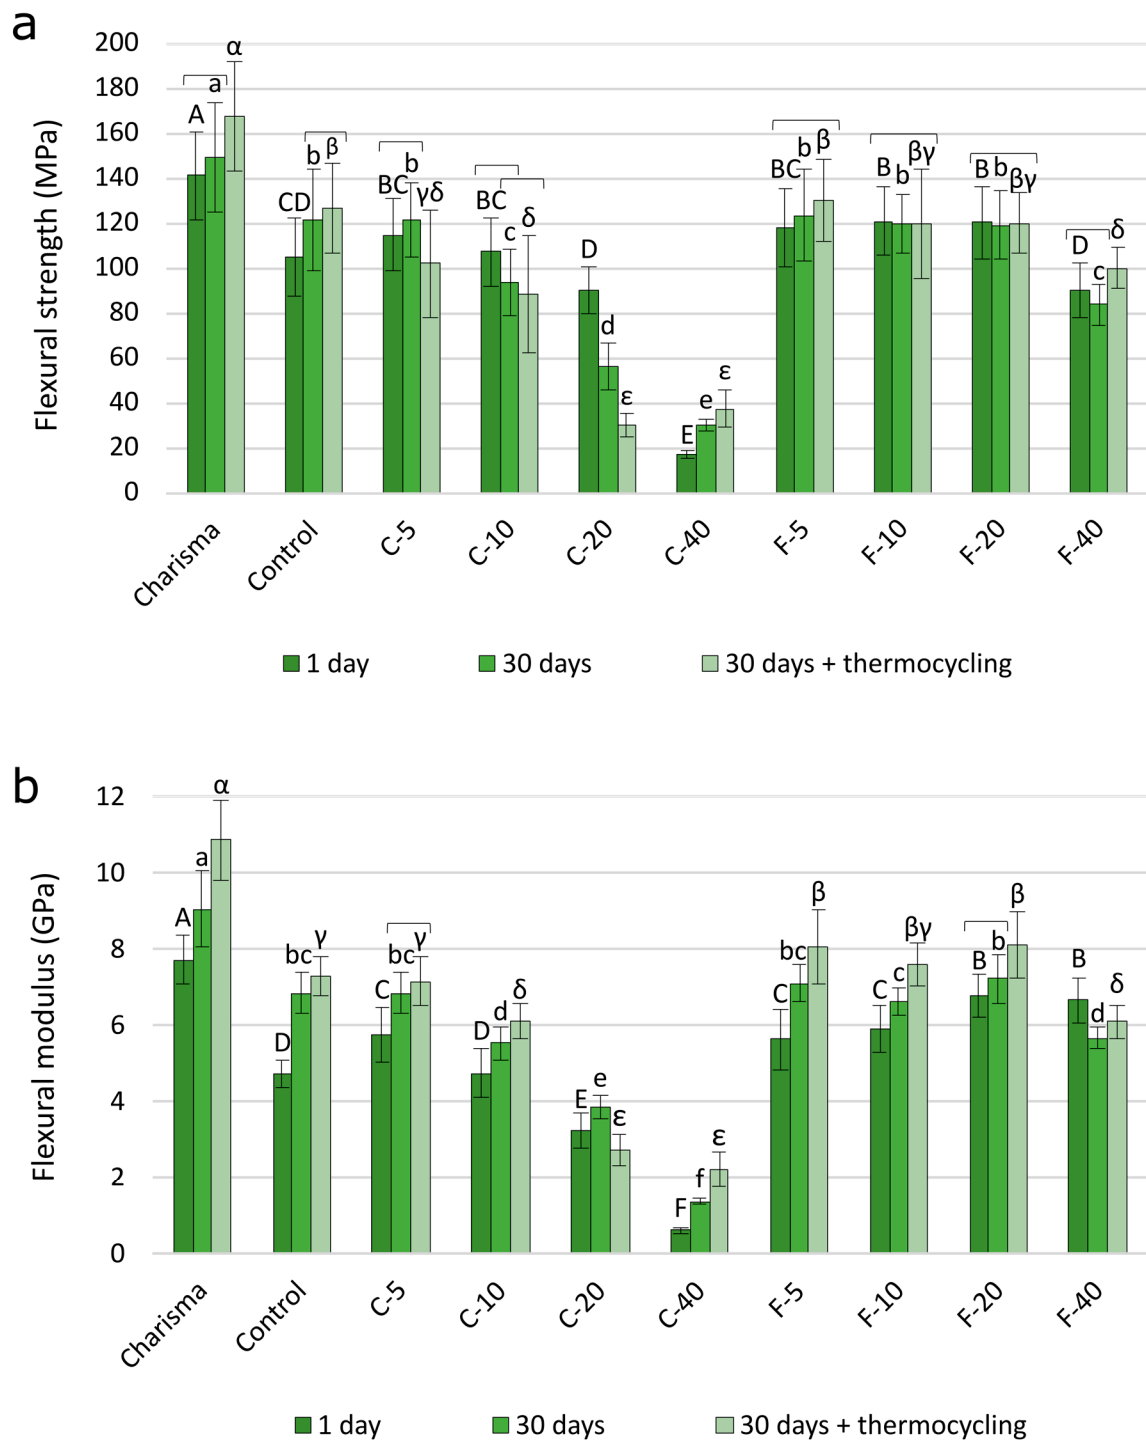 a
Flexural strength (MPa)
200
180
160
140
120
100
80
60
40
20
0
A a α
CD b β
BC b γδ
BC c δ
D d ε
E e ε
BC b β
B b βγ
B b βγ
D c δ
Charisma Control C-5 C-10 C-20 C-40 F-5 F-10 F-20 F-40
1 day 30 days 30 days + thermocycling
b
Flexural modulus (GPa)
12
10
8
6
4
2
0
A a α
D bc γ
C bc γ
D d δ
E e ε
F f ε
C bc β
C c βγ
B b β
B d δ
Charisma Control C-5 C-10 C-20 C-40 F-5 F-10 F-20 F-40
1 day 30 days 30 days + thermocycling